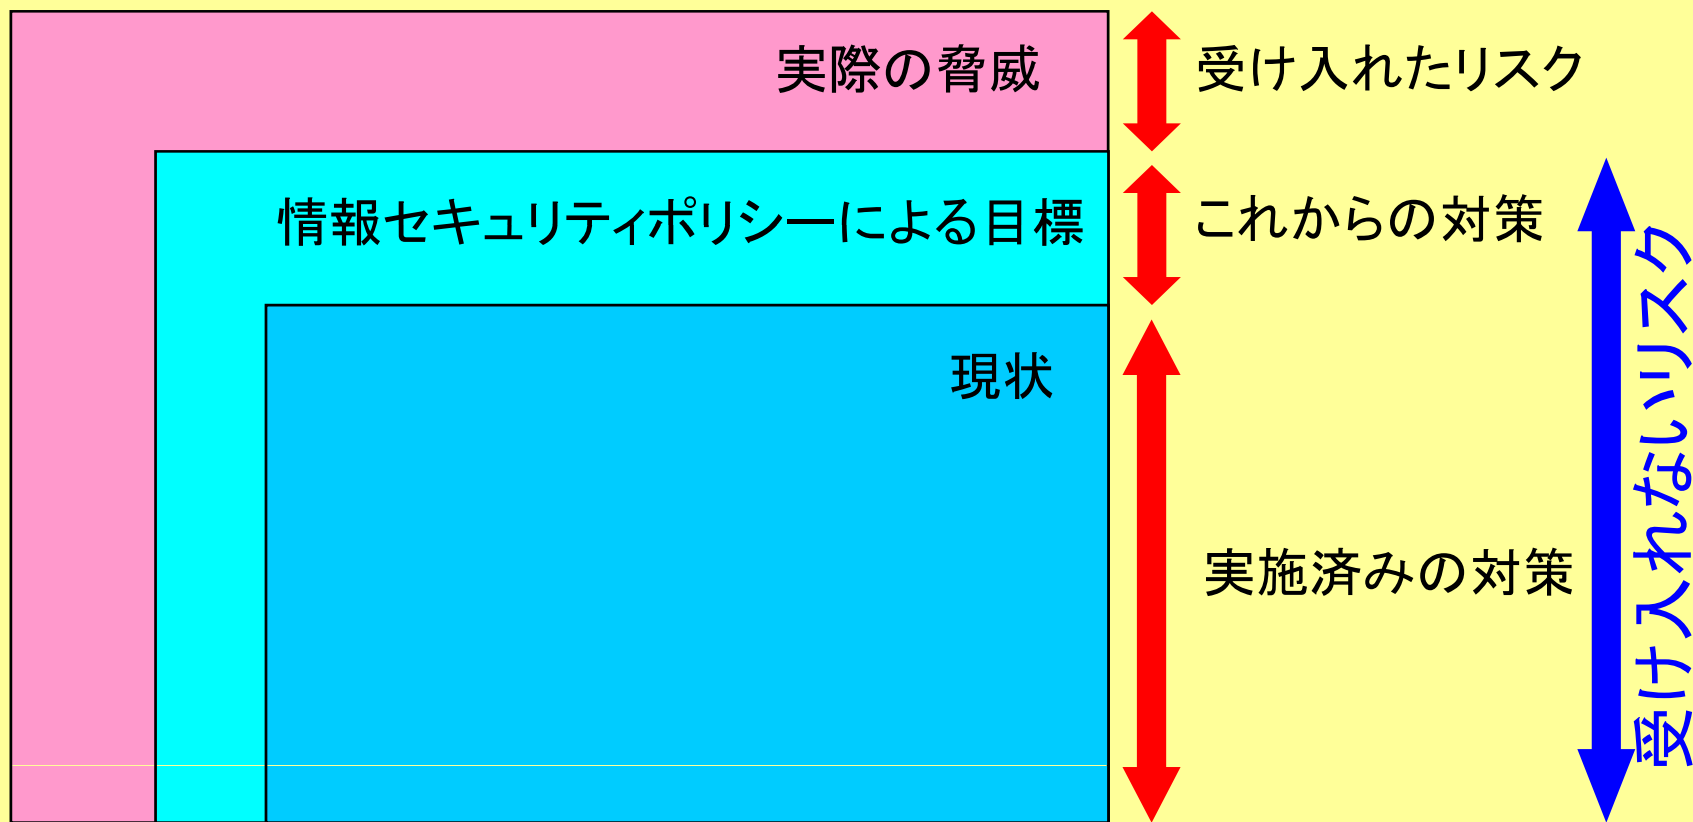 実際の脅威
受け入れたリスク
情報セキュリティポリシーによる目標
これからの対策
現状
実施済みの対策
受け入れないリスク